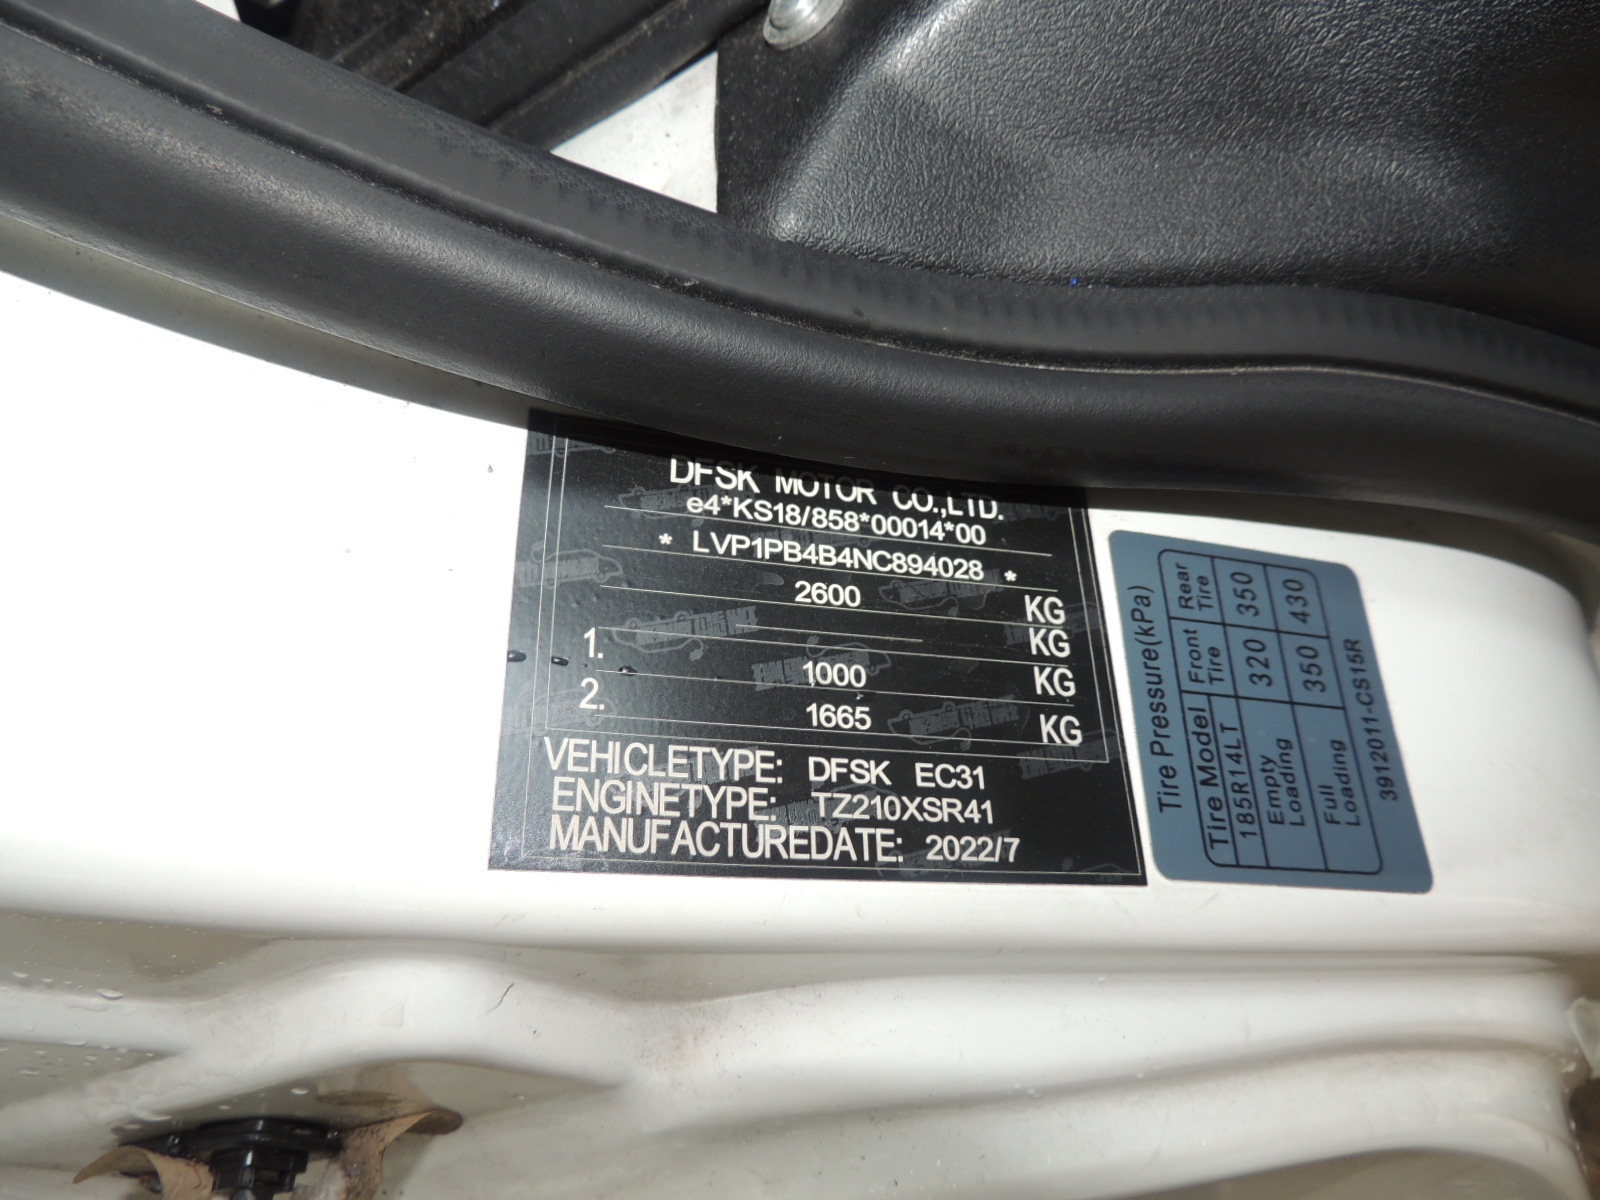 DFSK MOTOR CO.,LTD.
e4*KS18/858*00014*00
* LVP1PB4B4NC894028 *
2600 KG
KG
1. 1000 KG
2. 1665 KG
VEHICLETYPE: DFSK EC31
ENGINETYPE: TZ210XSR41
MANUFACTUREDATE: 2022/7
Tire Pressure(kPa)
Tire Model Front Tire Rear Tire
185R14LT
Empty Loading 320 350
Full Loading 350 430
3912011-CS15R